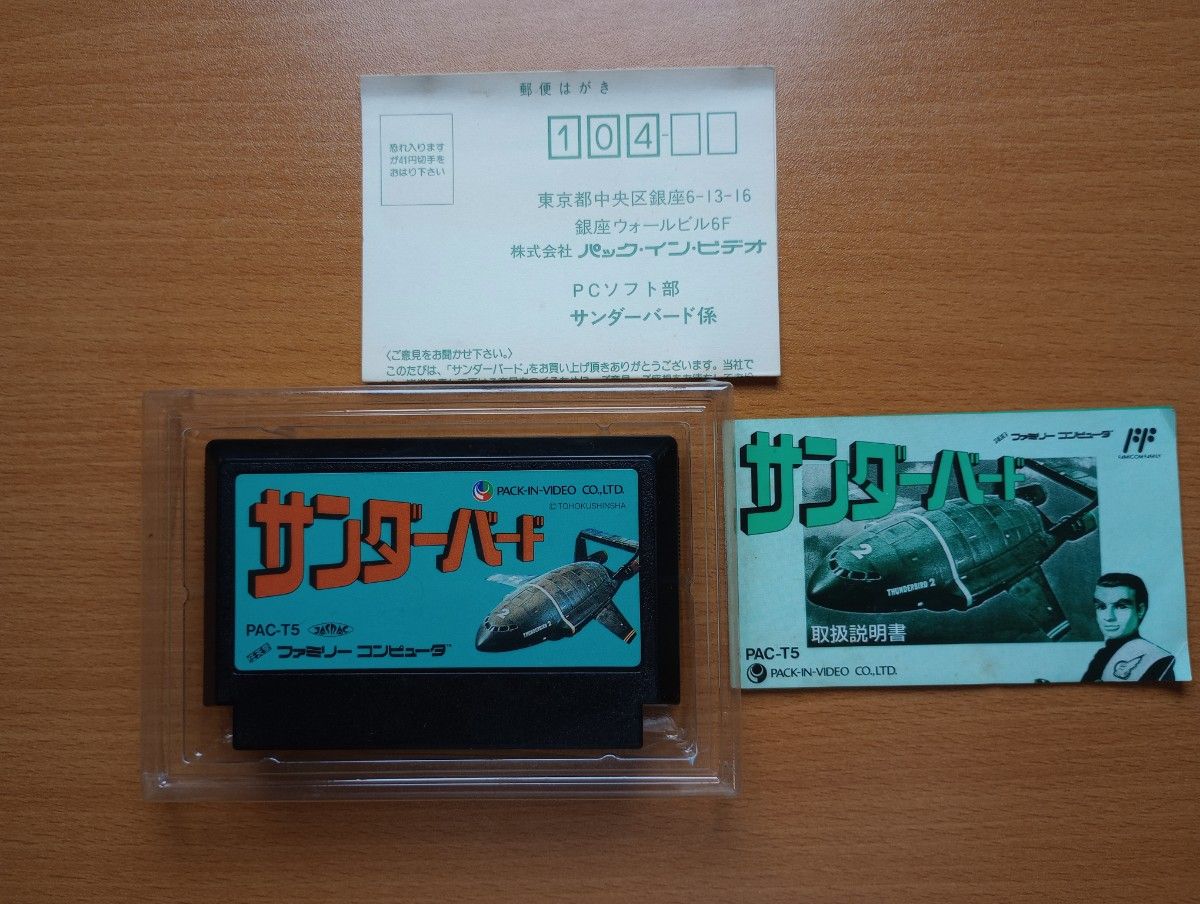 郵便はがき
恐れ入ります
が41円切手を
おはり下さい
104-
東京都中央区銀座6-13-16
銀座ウォールビル6F
株式会社 パック・イン・ビデオ
PCソフト部
サンダーバード係
〈ご意見をお聞かせ下さい。〉
このたびは、「サンダーバード」をお買い上げ頂きありがとうございます。当社で
PACK-IN-VIDEO CO.,LTD.
© TOHOKUSHINSHA
サンダーバード
2
THUNDERBIRD 2
PAC-T5
JASRAC
ファミリー コンピュータ
ファミリー コンピュータ
FAMICOM FAMILY
サンダーバード
2
THUNDERBIRD 2
取扱説明書
PAC-T5
PACK-IN-VIDEO CO.,LTD.